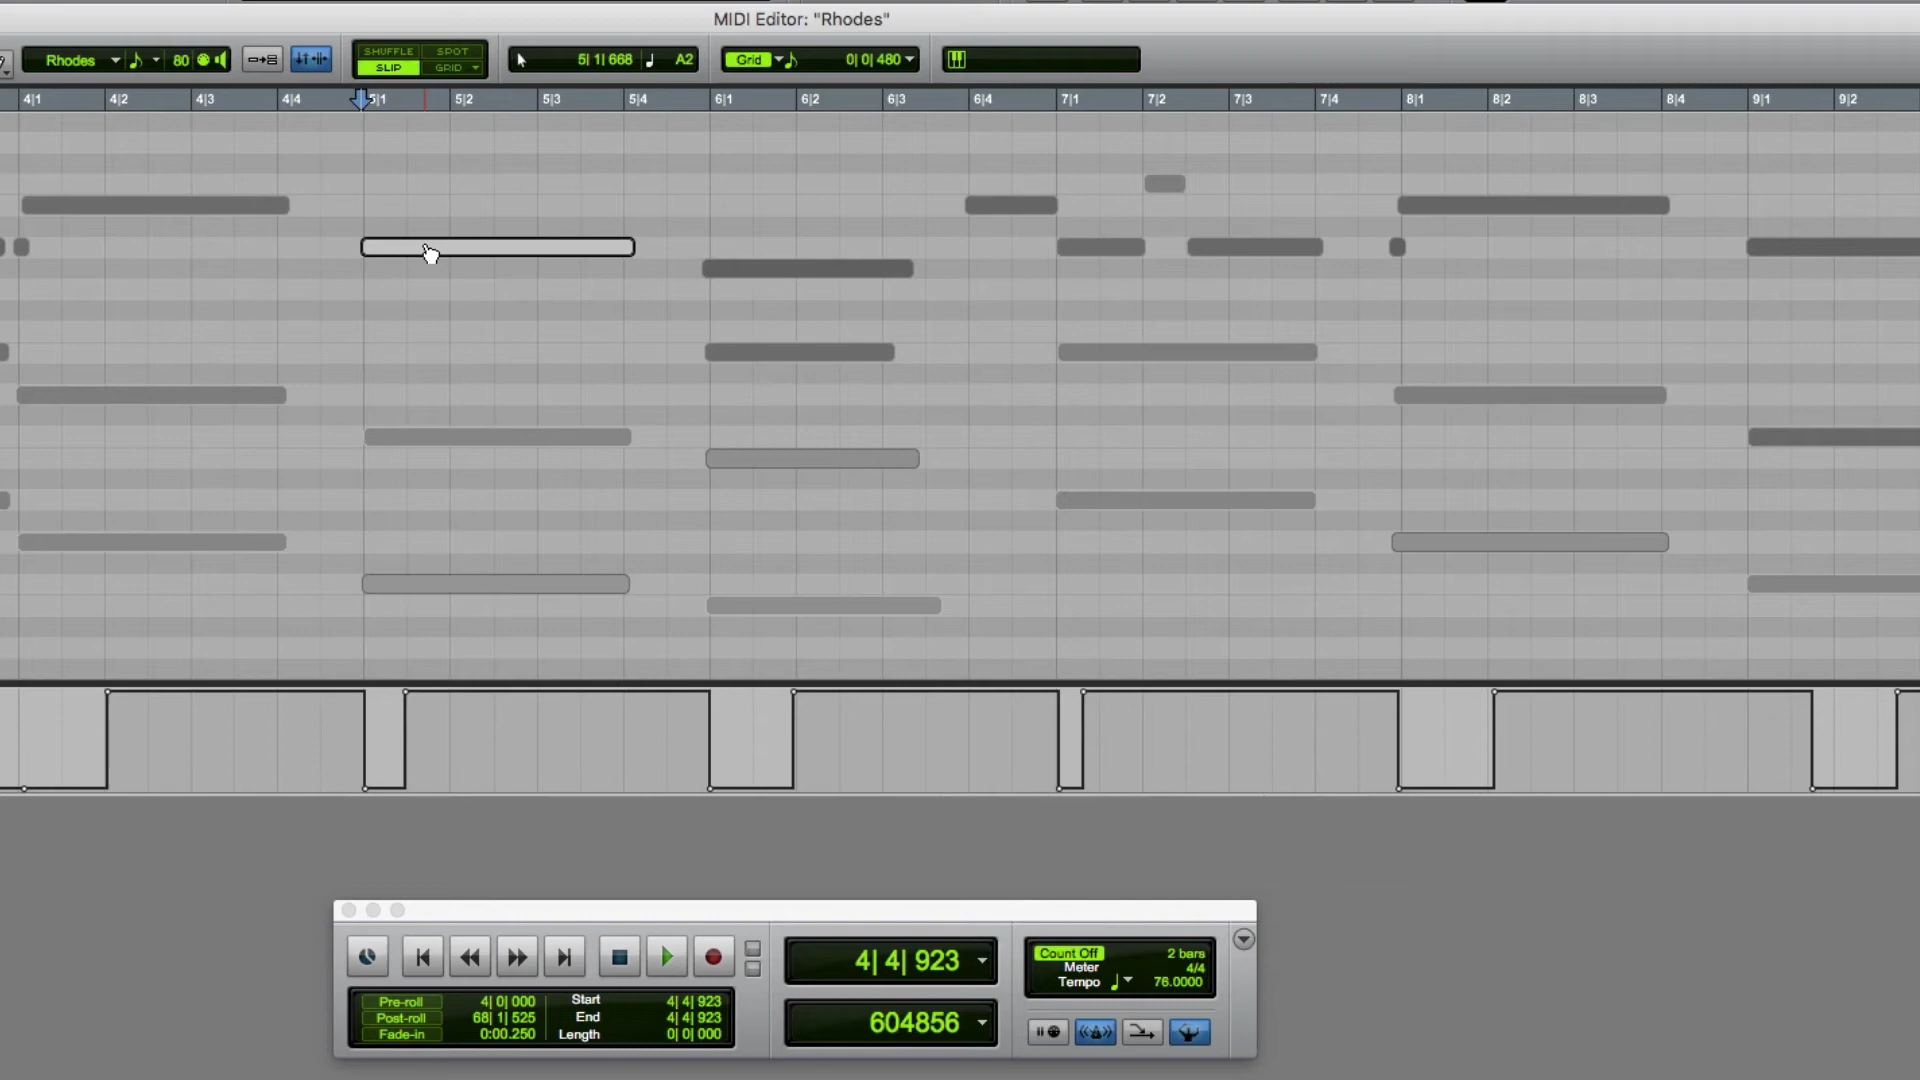 MIDI Editor: "Rhodes"
Rhodes 80
SHUFFLE SPOT
SLIP GRID
5| 1| 668 A2
Grid 0| 0| 480
4|1 4|2 4|3 4|4 5|1 5|2 5|3 5|4 6|1 6|2 6|3 6|4 7|1 7|2 7|3 7|4 8|1 8|2 8|3 8|4 9|1 9|2
4| 4| 923
604856
Count Off 2 bars
Meter 4/4
Tempo 76.0000
Pre-roll 4| 0| 000 Start 4| 4| 923
Post-roll 68| 1| 525 End 4| 4| 923
Fade-in 0:00.250 Length 0| 0| 000